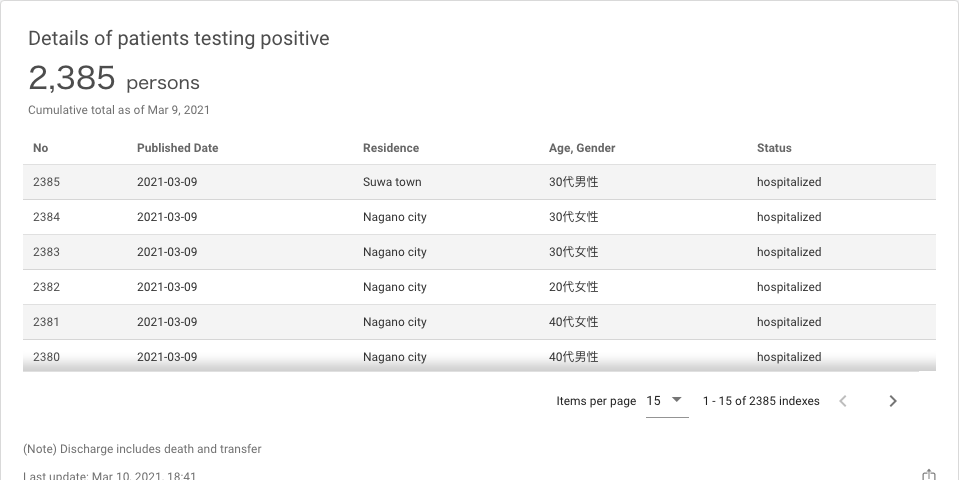 Details of patients testing positive
2,385 persons
Cumulative total as of Mar 9, 2021
No Published Date Residence Age, Gender Status
2385 2021-03-09 Suwa town 30代男性 hospitalized
2384 2021-03-09 Nagano city 30代女性 hospitalized
2383 2021-03-09 Nagano city 30代女性 hospitalized
2382 2021-03-09 Nagano city 20代女性 hospitalized
2381 2021-03-09 Nagano city 40代女性 hospitalized
2380 2021-03-09 Nagano city 40代男性 hospitalized
Items per page 15 1 - 15 of 2385 indexes
(Note) Discharge includes death and transfer
Last update: Mar 10, 2021, 18:41